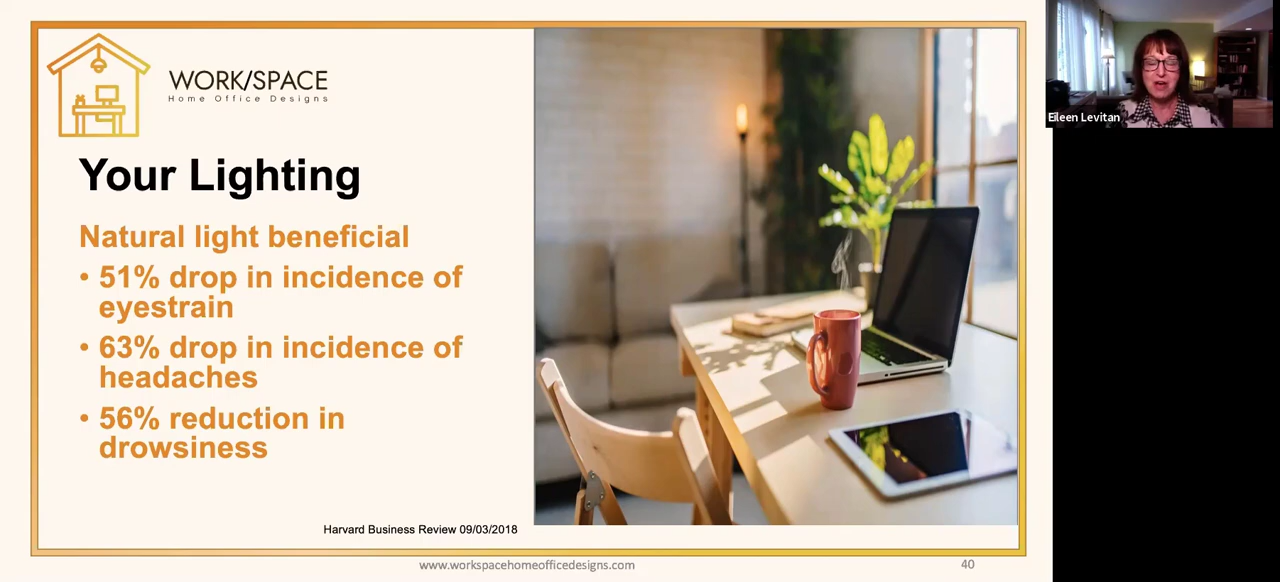 WORK/SPACE
Home Office Designs
Your Lighting
Natural light beneficial
• 51% drop in incidence of
eyestrain
• 63% drop in incidence of
headaches
• 56% reduction in
drowsiness
Harvard Business Review 09/03/2018
www.workspacehomeofficedesigns.com
40
Eileen Levitan